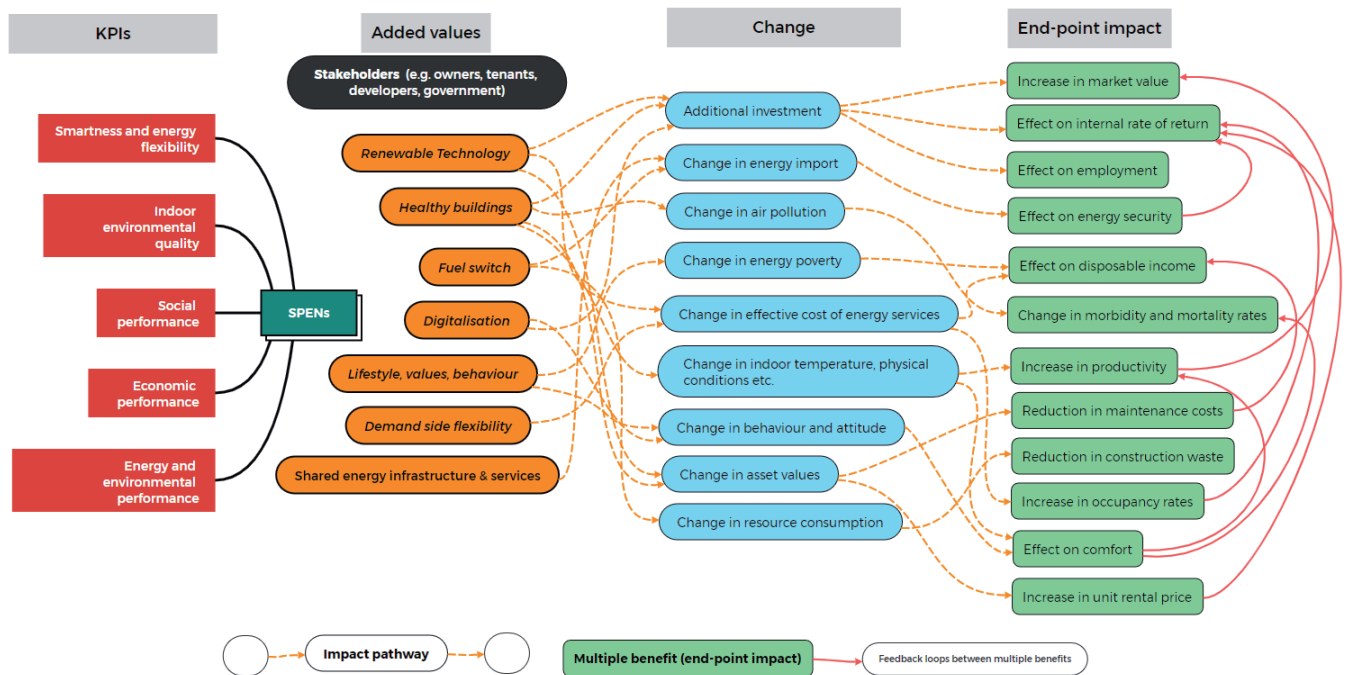 KPIs
Added values
Change
End-point impact
Stakeholders (e.g. owners, tenants,
developers, government)
Smartness and energy
flexibility
Indoor
environmental
quality
Social
performance
Economic
performance
Energy and
environmental
performance
SPENs
Renewable Technology
Healthy buildings
Fuel switch
Digitalisation
Lifestyle, values, behaviour
Demand side flexibility
Shared energy infrastructure & services
Additional investment
Change in energy import
Change in air pollution
Change in energy poverty
Change in effective cost of energy services
Change in indoor temperature, physical
conditions etc.
Change in behaviour and attitude
Change in asset values
Change in resource consumption
Increase in market value
Effect on internal rate of return
Effect on employment
Effect on energy security
Effect on disposable income
Change in morbidity and mortality rates
Increase in productivity
Reduction in maintenance costs
Reduction in construction waste
Increase in occupancy rates
Effect on comfort
Increase in unit rental price
Impact pathway
Multiple benefit (end-point impact)
Feedback loops between multiple benefits